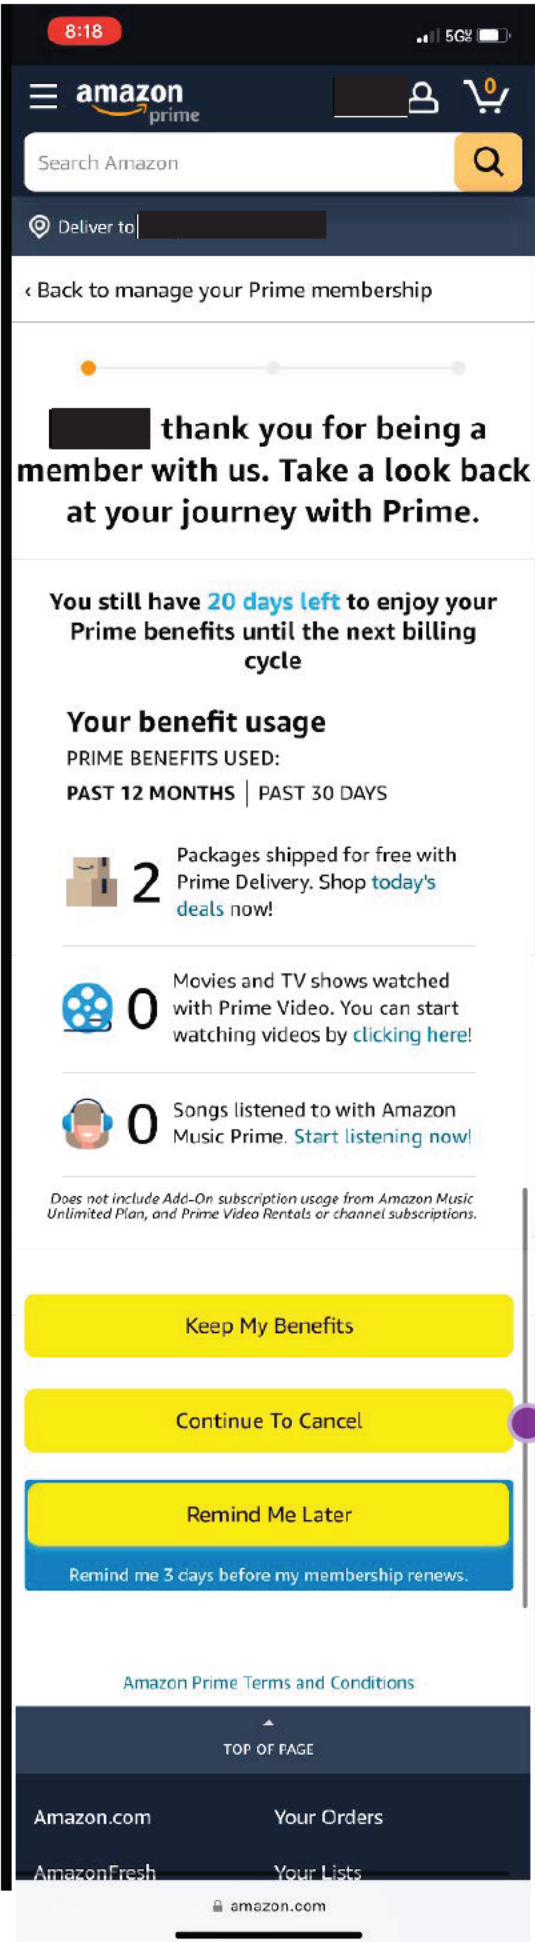 8:18
5G
amazon
0
prime
Search Amazon
Deliver to
‹ Back to manage your Prime membership
thank you for being a
member with us. Take a look back
at your journey with Prime.
You still have 20 days left to enjoy your
Prime benefits until the next billing
cycle
Your benefit usage
PRIME BENEFITS USED:
PAST 12 MONTHS | PAST 30 DAYS
2
Packages shipped for free with
Prime Delivery. Shop today's
deals now!
0
Movies and TV shows watched
with Prime Video. You can start
watching videos by clicking here!
0
Songs listened to with Amazon
Music Prime. Start listening now!
Does not include Add-On subscription usage from Amazon Music
Unlimited Plan, and Prime Video Rentals or channel subscriptions.
Keep My Benefits
Continue To Cancel
Remind Me Later
Remind me 3 days before my membership renews.
Amazon Prime Terms and Conditions
TOP OF PAGE
Amazon.com
Your Orders
AmazonFresh
Your Lists
amazon.com